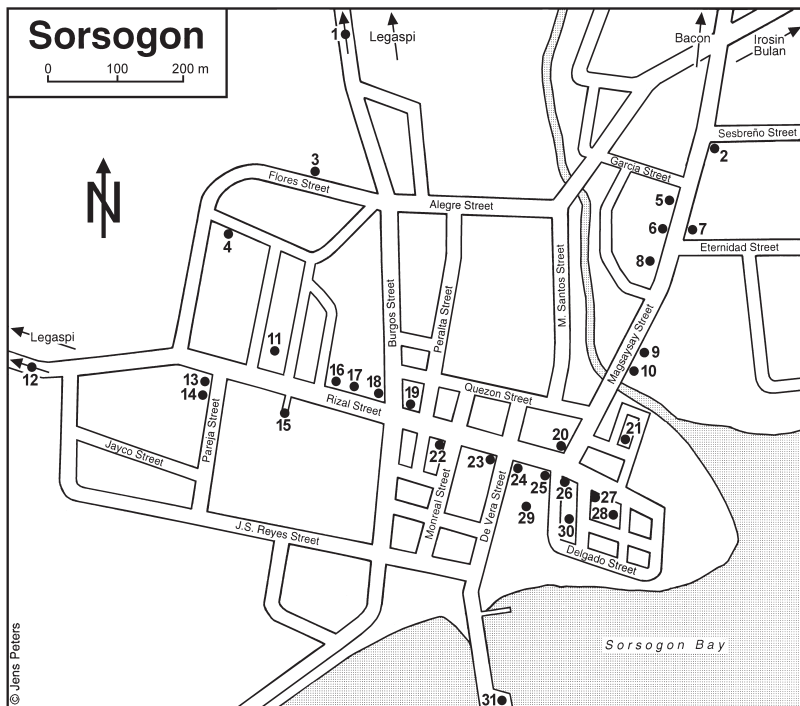 Sorsogon
0 100 200 m
1
Legaspi
Bacon
Irosin
Bulan
Sesbreño Street
2
3
Flores Street
Garcia Street
N
Alegre Street
5
4
6
7
Eternidad Street
8
Burgos Street
Peralta Street
M. Santos Street
Magsaysay Street
Legaspi
12
11
9
10
13
14
16
17
18
19
Quezon Street
Rizal Street
15
Pareja Street
20
21
Jayco Street
22
23
24
25
26
27
28
29
30
Monreal Street
De Vera Street
J.S. Reyes Street
Delgado Street
Sorsogon Bay
31
© Jens Peters